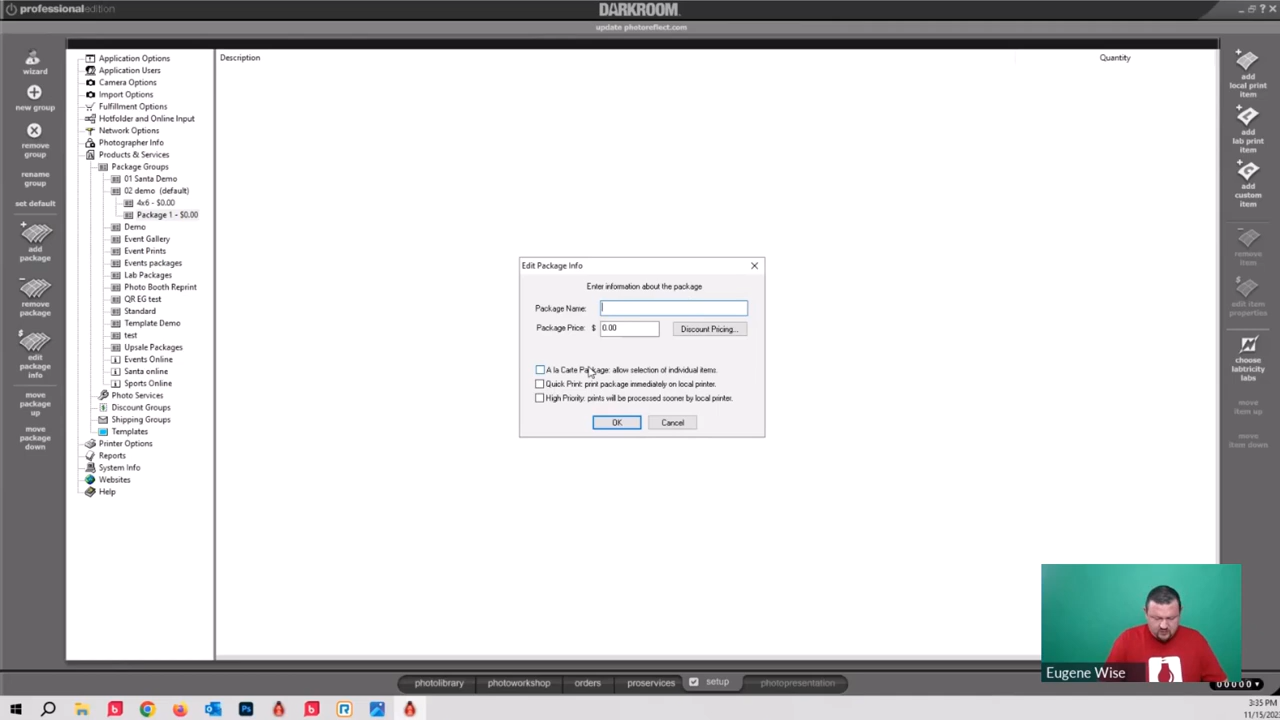 professionaledition
DARKROOM
update photoreflect.com
wizard
new group
remove group
rename group
set default
add package
remove package
edit package info
move package up
move package down
Application Options
Application Users
Camera Options
Import Options
Fulfillment Options
Hotfolder and Online Input
Network Options
Photographer Info
Products & Services
Package Groups
01 Santa Demo
02 demo (default)
4x6 - $0.00
Package 1 - $0.00
Demo
Event Gallery
Event Prints
Events packages
Lab Packages
Photo Booth Reprint
QR EG test
Standard
Template Demo
test
Upsale Packages
Events Online
Santa online
Sports Online
Photo Services
Discount Groups
Shipping Groups
Templates
Printer Options
Reports
System Info
Websites
Help
Description
Quantity
Edit Package Info
Enter information about the package
Package Name:
Package Price: $ 0.00
Discount Pricing...
A la Carte Package: allow selection of individual items.
Quick Print: print package immediately on local printer.
High Priority: prints will be processed sooner by local printer.
OK
Cancel
add local print item
add lab print item
add custom item
remove item
edit item properties
choose labtricity labs
move item up
move item down
Eugene Wise
photolibrary
photoworkshop
orders
proservices
setup
photopresentation
00000
3:35 PM